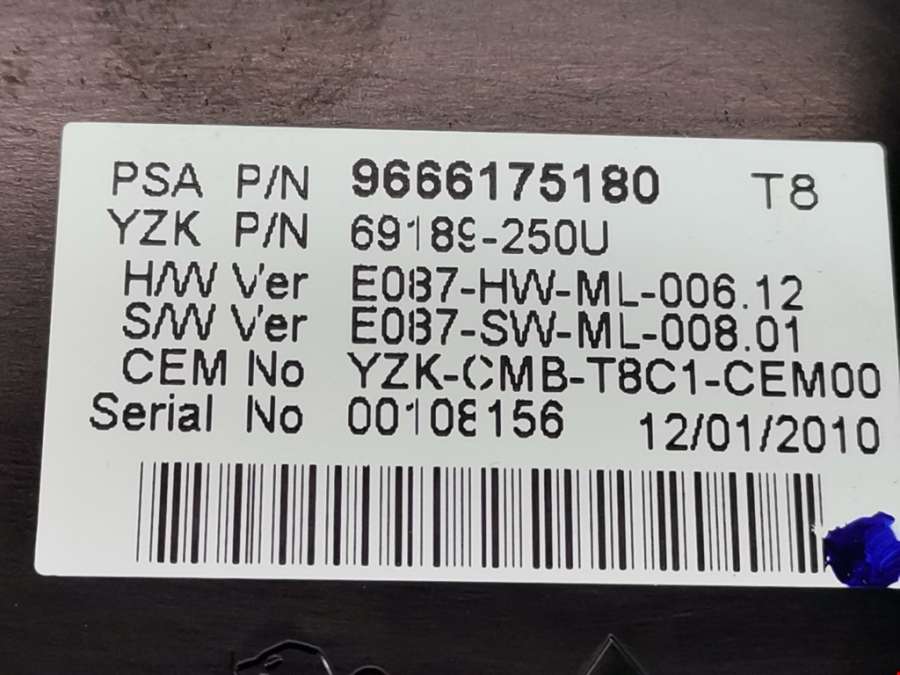 PSA P/N 9666175180 T8
YZK P/N 69189-250U
H/W Ver E087-HW-ML-006.12
S/W Ver E087-SW-ML-008.01
CEM No YZK-CMB-T8C1-CEM00
Serial No 00108156 12/01/2010